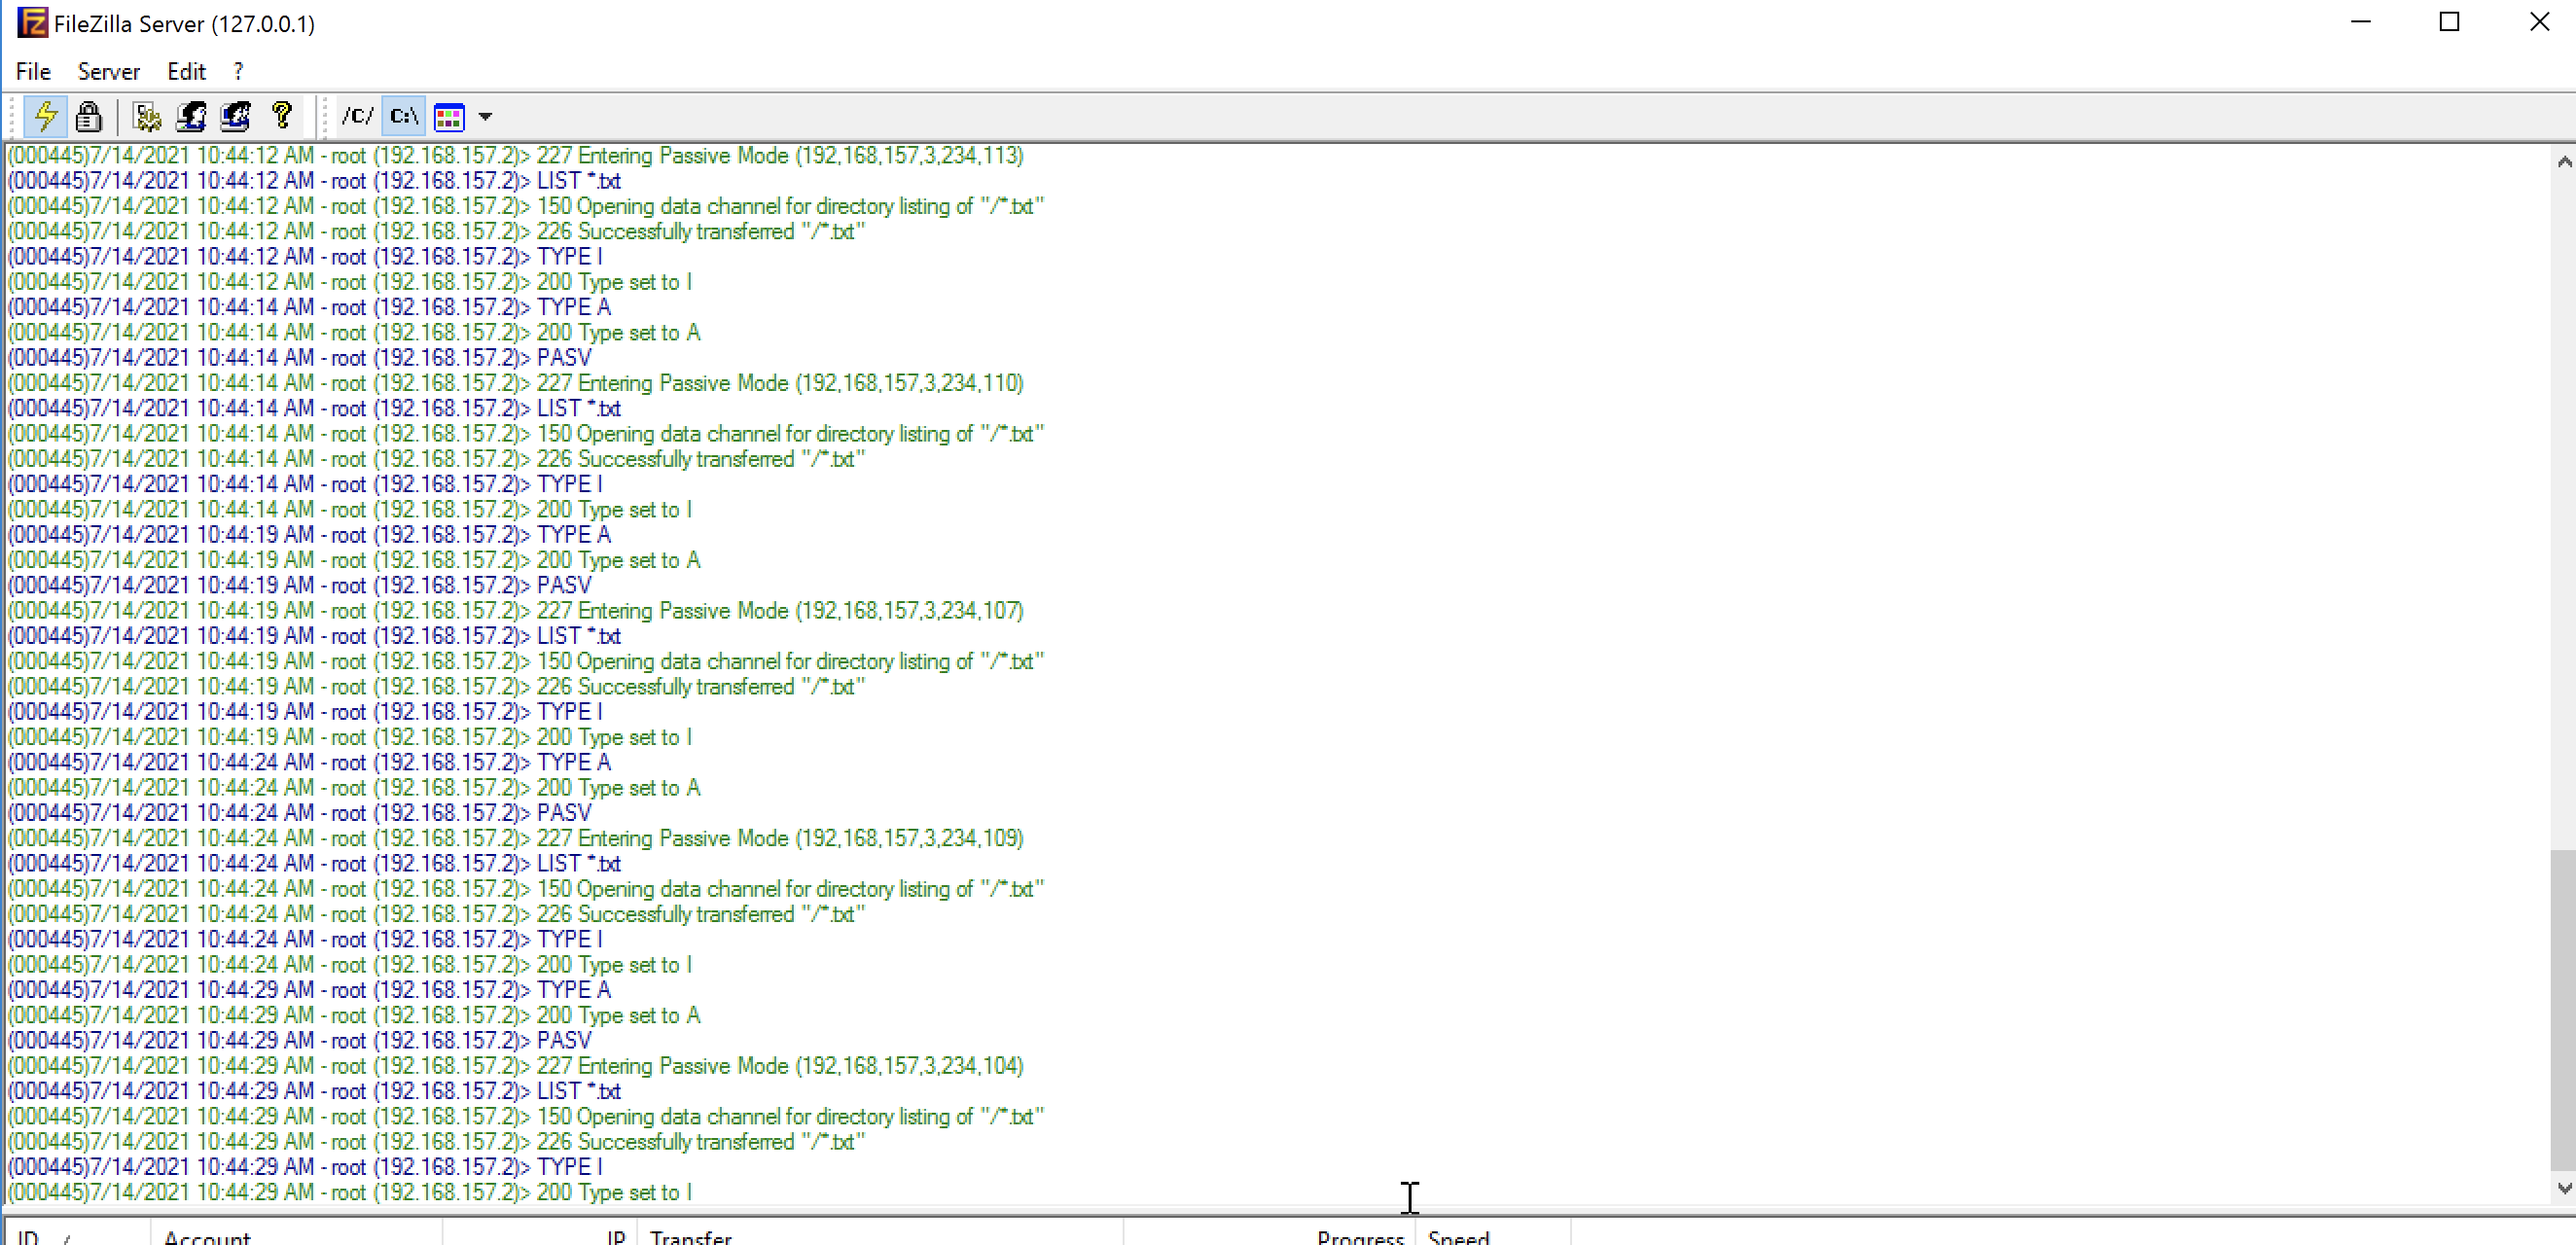 FileZilla Server (127.0.0.1)
File Server Edit ?
/C/ C:\
(000445)7/14/2021 10:44:12 AM - root (192.168.157.2)> 227 Entering Passive Mode (192,168,157,3,234,113)
(000445)7/14/2021 10:44:12 AM - root (192.168.157.2)> LIST *.txt
(000445)7/14/2021 10:44:12 AM - root (192.168.157.2)> 150 Opening data channel for directory listing of "/*.txt"
(000445)7/14/2021 10:44:12 AM - root (192.168.157.2)> 226 Successfully transferred "/*.txt"
(000445)7/14/2021 10:44:12 AM - root (192.168.157.2)> TYPE I
(000445)7/14/2021 10:44:12 AM - root (192.168.157.2)> 200 Type set to I
(000445)7/14/2021 10:44:14 AM - root (192.168.157.2)> TYPE A
(000445)7/14/2021 10:44:14 AM - root (192.168.157.2)> 200 Type set to A
(000445)7/14/2021 10:44:14 AM - root (192.168.157.2)> PASV
(000445)7/14/2021 10:44:14 AM - root (192.168.157.2)> 227 Entering Passive Mode (192,168,157,3,234,110)
(000445)7/14/2021 10:44:14 AM - root (192.168.157.2)> LIST *.txt
(000445)7/14/2021 10:44:14 AM - root (192.168.157.2)> 150 Opening data channel for directory listing of "/*.txt"
(000445)7/14/2021 10:44:14 AM - root (192.168.157.2)> 226 Successfully transferred "/*.txt"
(000445)7/14/2021 10:44:14 AM - root (192.168.157.2)> TYPE I
(000445)7/14/2021 10:44:14 AM - root (192.168.157.2)> 200 Type set to I
(000445)7/14/2021 10:44:19 AM - root (192.168.157.2)> TYPE A
(000445)7/14/2021 10:44:19 AM - root (192.168.157.2)> 200 Type set to A
(000445)7/14/2021 10:44:19 AM - root (192.168.157.2)> PASV
(000445)7/14/2021 10:44:19 AM - root (192.168.157.2)> 227 Entering Passive Mode (192,168,157,3,234,107)
(000445)7/14/2021 10:44:19 AM - root (192.168.157.2)> LIST *.txt
(000445)7/14/2021 10:44:19 AM - root (192.168.157.2)> 150 Opening data channel for directory listing of "/*.txt"
(000445)7/14/2021 10:44:19 AM - root (192.168.157.2)> 226 Successfully transferred "/*.txt"
(000445)7/14/2021 10:44:19 AM - root (192.168.157.2)> TYPE I
(000445)7/14/2021 10:44:19 AM - root (192.168.157.2)> 200 Type set to I
(000445)7/14/2021 10:44:24 AM - root (192.168.157.2)> TYPE A
(000445)7/14/2021 10:44:24 AM - root (192.168.157.2)> 200 Type set to A
(000445)7/14/2021 10:44:24 AM - root (192.168.157.2)> PASV
(000445)7/14/2021 10:44:24 AM - root (192.168.157.2)> 227 Entering Passive Mode (192,168,157,3,234,109)
(000445)7/14/2021 10:44:24 AM - root (192.168.157.2)> LIST *.txt
(000445)7/14/2021 10:44:24 AM - root (192.168.157.2)> 150 Opening data channel for directory listing of "/*.txt"
(000445)7/14/2021 10:44:24 AM - root (192.168.157.2)> 226 Successfully transferred "/*.txt"
(000445)7/14/2021 10:44:24 AM - root (192.168.157.2)> TYPE I
(000445)7/14/2021 10:44:24 AM - root (192.168.157.2)> 200 Type set to I
(000445)7/14/2021 10:44:29 AM - root (192.168.157.2)> TYPE A
(000445)7/14/2021 10:44:29 AM - root (192.168.157.2)> 200 Type set to A
(000445)7/14/2021 10:44:29 AM - root (192.168.157.2)> PASV
(000445)7/14/2021 10:44:29 AM - root (192.168.157.2)> 227 Entering Passive Mode (192,168,157,3,234,104)
(000445)7/14/2021 10:44:29 AM - root (192.168.157.2)> LIST *.txt
(000445)7/14/2021 10:44:29 AM - root (192.168.157.2)> 150 Opening data channel for directory listing of "/*.txt"
(000445)7/14/2021 10:44:29 AM - root (192.168.157.2)> 226 Successfully transferred "/*.txt"
(000445)7/14/2021 10:44:29 AM - root (192.168.157.2)> TYPE I
(000445)7/14/2021 10:44:29 AM - root (192.168.157.2)> 200 Type set to I
ID / Account IP Transfer Progress Speed